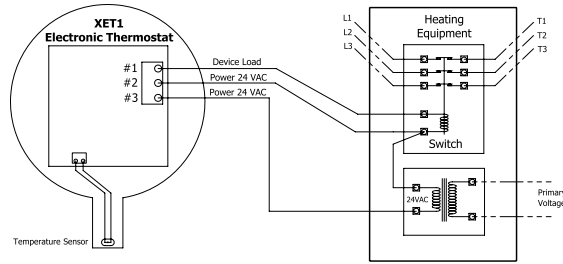 XET1
Electronic Thermostat
#1
#2
#3
Device Load
Power 24 VAC
Power 24 VAC
Temperature Sensor
L1
L2
L3
Heating
Equipment
T1
T2
T3
Switch
24VAC
Primary
Voltage